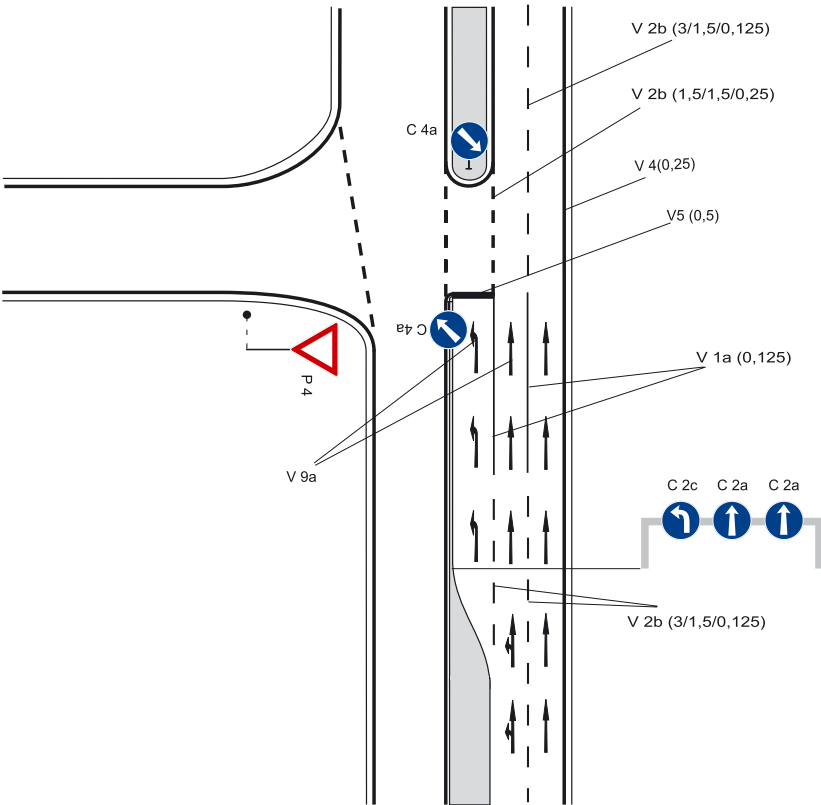 V 2b (3/1,5/0,125)
V 2b (1,5/1,5/0,25)
C 4a
V 4(0,25)
V5 (0,5)
C 4a
V 1a (0,125)
P 4
V 9a
C 2c C 2a C 2a
V 2b (3/1,5/0,125)